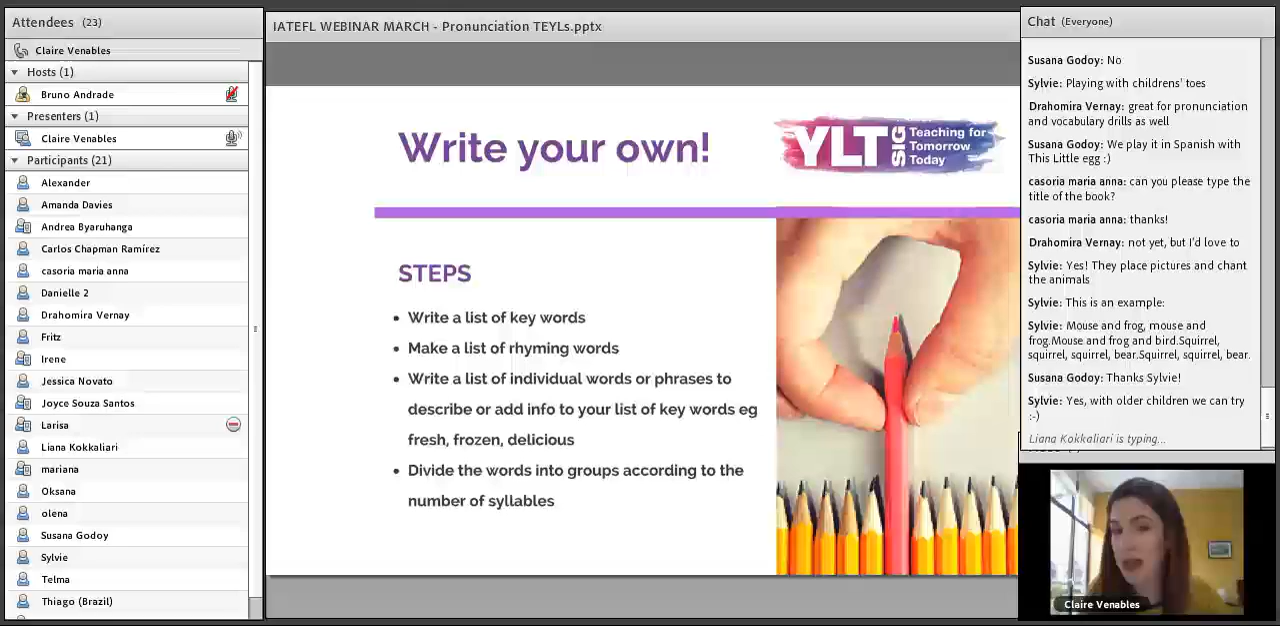 Attendees (23)
Claire Venables
Hosts (1)
Bruno Andrade
Presenters (1)
Claire Venables
Participants (21)
Alexander
Amanda Davies
Andrea Byaruhanga
Carlos Chapman Ramírez
casoria maria anna
Danielle 2
Drahomira Vernay
Fritz
Irene
Jessica Novato
Joyce Souza Santos
Larisa
Liana Kokkaliari
mariana
Oksana
olena
Susana Godoy
Sylvie
Telma
Thiago (Brazil)
IATEFL WEBINAR MARCH - Pronunciation TEYLs.pptx
Write your own!
YLT SIG
Teaching for
Tomorrow
Today
STEPS
• Write a list of key words
• Make a list of rhyming words
• Write a list of individual words or phrases to
describe or add info to your list of key words eg
fresh, frozen, delicious
• Divide the words into groups according to the
number of syllables
Chat (Everyone)
Susana Godoy: No
Sylvie: Playing with childrens' toes
Drahomira Vernay: great for pronunciation
and vocabulary drills as well
Susana Godoy: We play it in Spanish with
This Little egg :)
casoria maria anna: can you please type the
title of the book?
casoria maria anna: thanks!
Drahomira Vernay: not yet, but I'd love to
Sylvie: Yes! They place pictures and chant
the animals
Sylvie: This is an example:
Sylvie: Mouse and frog, mouse and
frog.Mouse and frog and bird.Squirrel,
squirrel, squirrel, bear.Squirrel, squirrel, bear.
Susana Godoy: Thanks Sylvie!
Sylvie: Yes, with older children we can try
:-)
Liana Kokkaliari is typing...
Claire Venables